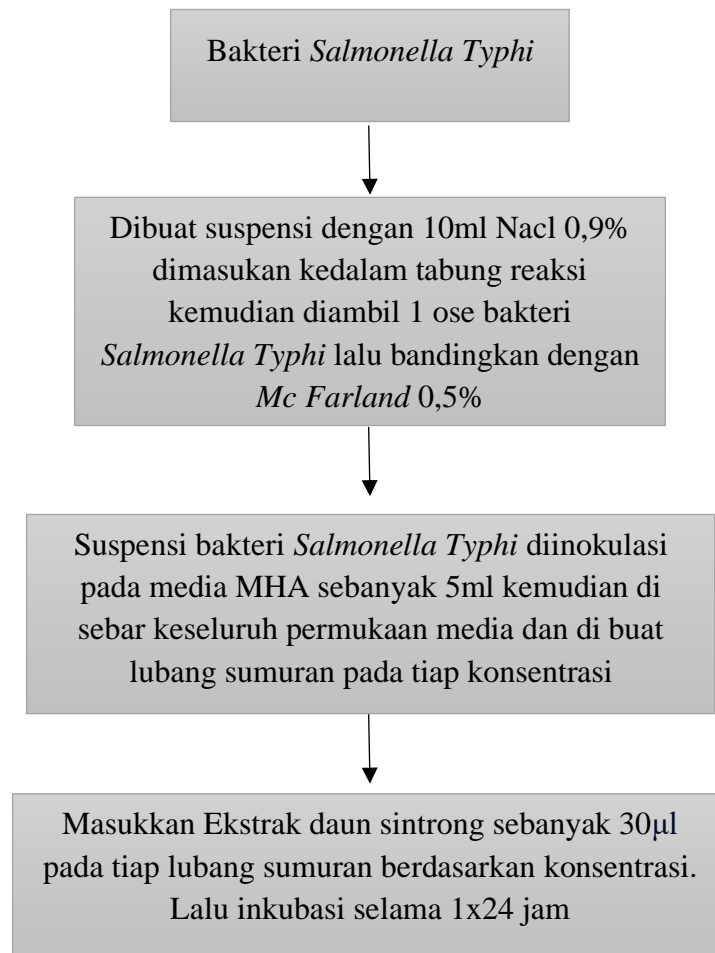 Bakteri Salmonella Typhi
Dibuat suspensi dengan 10ml Nacl 0,9%
dimasukan kedalam tabung reaksi
kemudian diambil 1 ose bakteri
Salmonella Typhi lalu bandingkan dengan
Mc Farland 0,5%
Suspensi bakteri Salmonella Typhi diinokulasi
pada media MHA sebanyak 5ml kemudian di
sebar keseluruh permukaan media dan di buat
lubang sumuran pada tiap konsentrasi
Masukkan Ekstrak daun sintrong sebanyak 30µl
pada tiap lubang sumuran berdasarkan konsentrasi.
Lalu inkubasi selama 1x24 jam